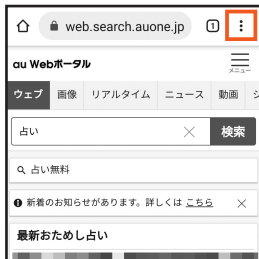 web.search.auone.jp 1
au Webポータル
メニュー
ウェブ 画像 リアルタイム ニュース 動画
占い 検索
占い無料
新着のお知らせがあります。詳しくは こちら
最新おためし占い